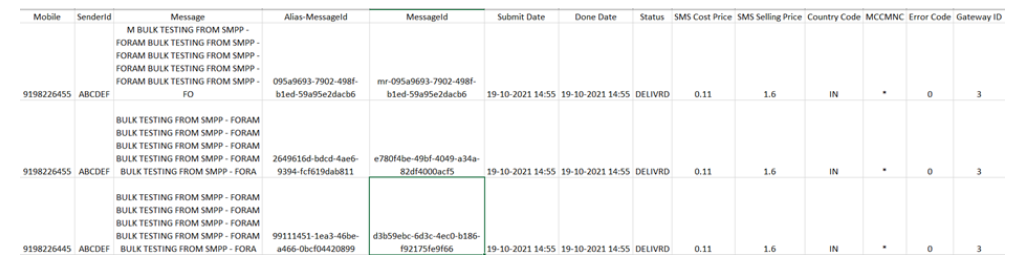 Mobile SenderId Message Alias-MessageId MessageId Submit Date Done Date Status SMS Cost Price SMS Selling Price Country Code MCCMNC Error Code Gateway ID
M BULK TESTING FROM SMPP -
FORAM BULK TESTING FROM SMPP -
FORAM BULK TESTING FROM SMPP -
FORAM BULK TESTING FROM SMPP -
FORAM BULK TESTING FROM SMPP - 095a9693-7902-498f- mr-095a9693-7902-498f-
9198226455 ABCDEF FO b1ed-59a95e2dacb6 b1ed-59a95e2dacb6 19-10-2021 14:55 19-10-2021 14:55 DELIVRD 0.11 1.6 IN * 0 3
BULK TESTING FROM SMPP - FORAM
BULK TESTING FROM SMPP - FORAM
BULK TESTING FROM SMPP - FORAM
BULK TESTING FROM SMPP - FORAM 2649616d-bdcd-4ae6- e780f4be-49bf-4049-a34a-
9198226455 ABCDEF BULK TESTING FROM SMPP - FORA 9394-fcf619dab811 82df4000acf5 19-10-2021 14:55 19-10-2021 14:55 DELIVRD 0.11 1.6 IN * 0 3
BULK TESTING FROM SMPP - FORAM
BULK TESTING FROM SMPP - FORAM
BULK TESTING FROM SMPP - FORAM
BULK TESTING FROM SMPP - FORAM 99111451-1ea3-46be- d3b59ebc-6d3c-4ec0-b186-
9198226445 ABCDEF BULK TESTING FROM SMPP - FORA a466-0bcf04420899 f92175fe9f66 19-10-2021 14:55 19-10-2021 14:55 DELIVRD 0.11 1.6 IN * 0 3